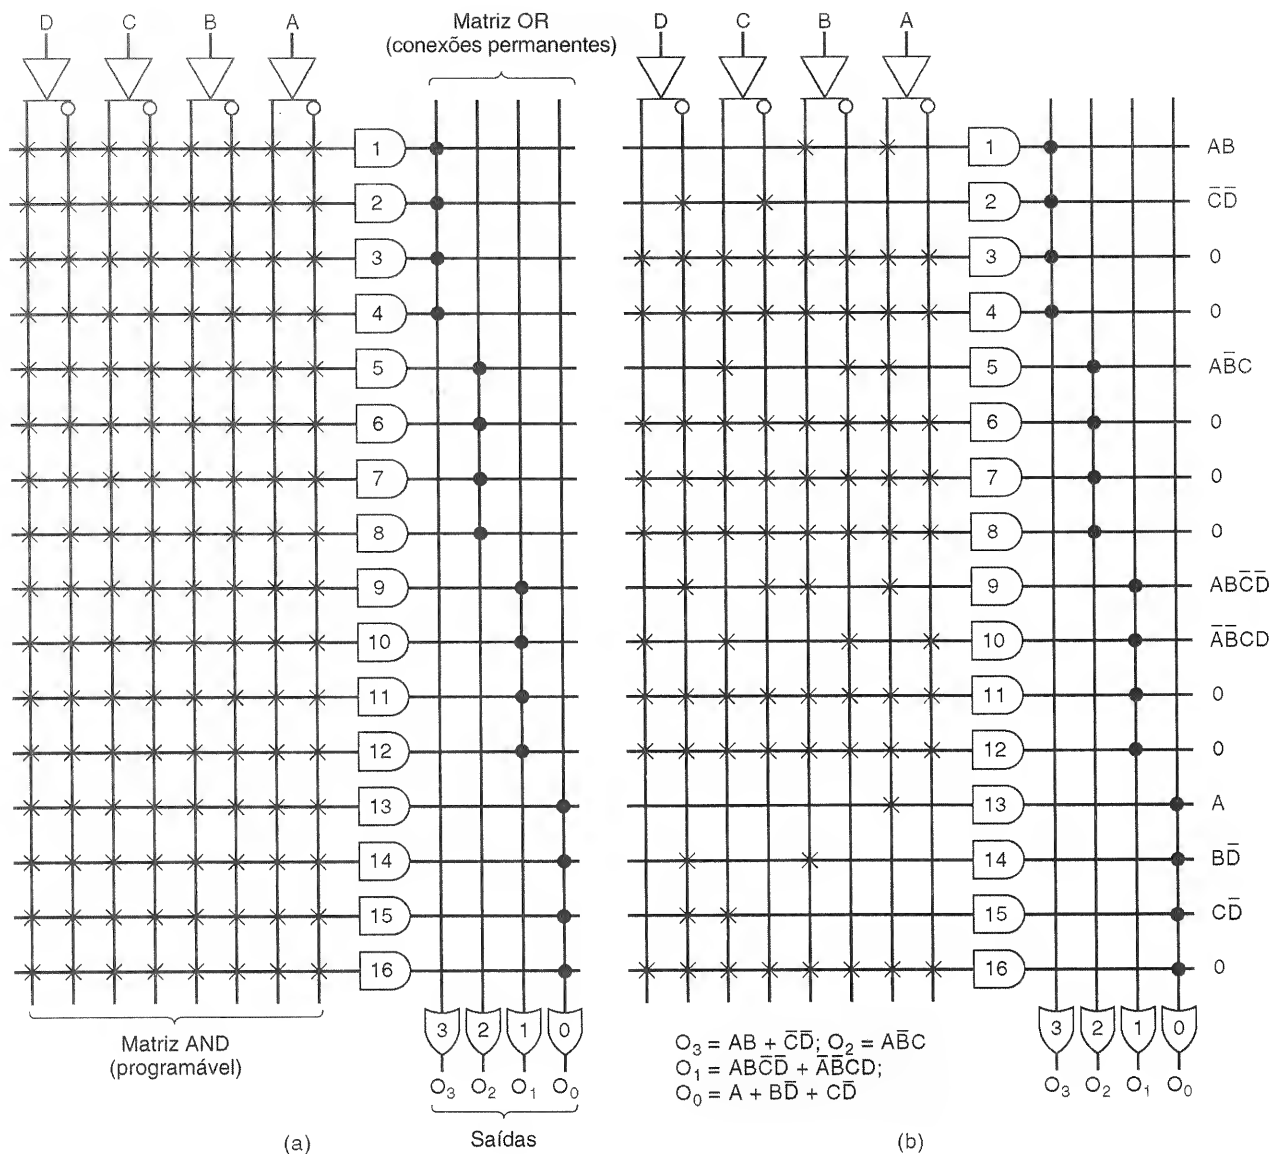 D C B A
Matriz OR
(conexões permanentes)
1
2
3
4
5
6
7
8
9
10
11
12
13
14
15
16
Matriz AND
(programável)
3 2 1 0
O₃ O₂ O₁ O₀
Saídas
(a)
D C B A
1 AB
2 C̅D̅
3 0
4 0
5 AB̅C
6 0
7 0
8 0
9 ABC̅D̅
10 A̅B̅CD
11 0
12 0
13 A
14 BD̅
15 CD̅
16 0
3 2 1 0
O₃ O₂ O₁ O₀
O₃ = AB + C̅D̅; O₂ = AB̅C
O₁ = ABC̅D̅ + A̅B̅CD;
O₀ = A + BD̅ + CD̅
(b)